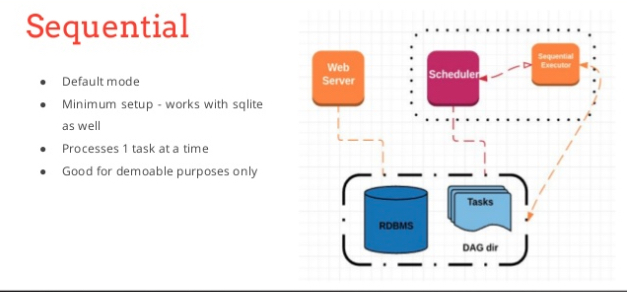 Sequential
Default mode
Minimum setup - works with sqlite
as well
Processes 1 task at a time
Good for demoable purposes only
Web
Server
Scheduler
Sequential
Executor
RDBMS
Tasks
DAG dir